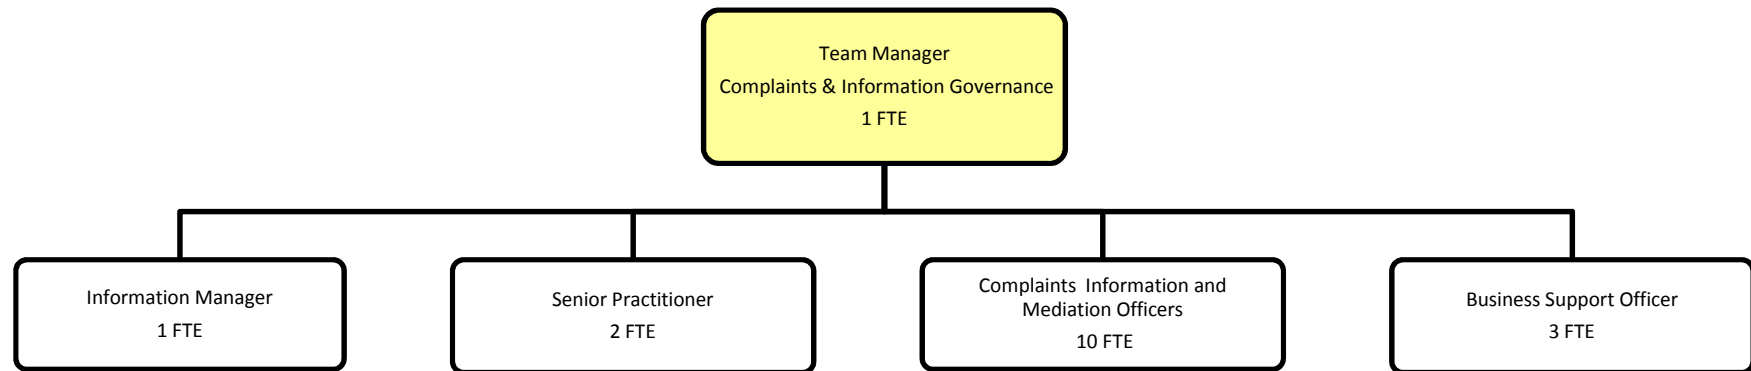 Team Manager
Complaints & Information Governance
1 FTE
Information Manager
1 FTE
Senior Practitioner
2 FTE
Complaints  Information and
Mediation Officers
10 FTE
Business Support Officer
3 FTE